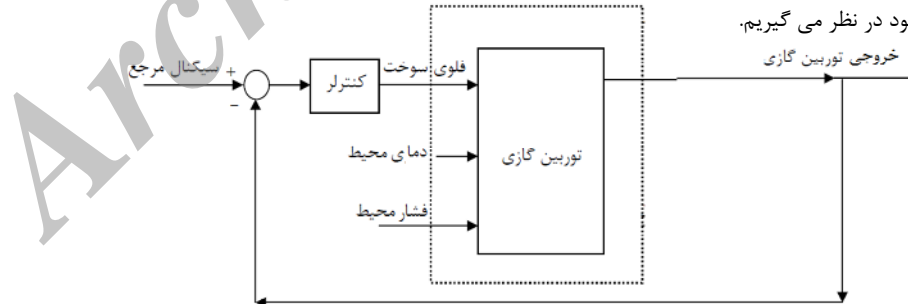 ود در نظر می گیریم.
خروجی توربین گازی
سیگنال مرجع
+
فلوی سوخت
کنترلر
−
دمای محیط
توربین گازی
فشار محیط